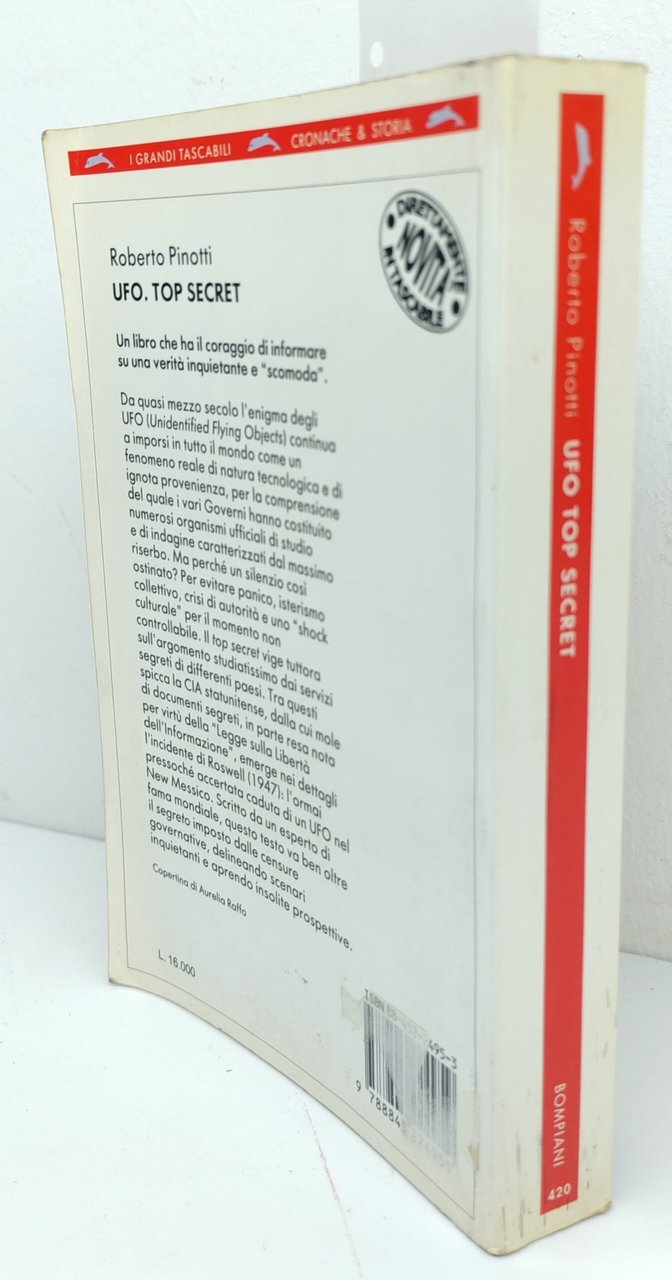 I GRANDI TASCABILI
CRONACHE & STORIA
DIRETTAMENTE
NOVITÀ
IN TASCABILE
Roberto Pinotti
UFO. TOP SECRET
Un libro che ha il coraggio di informare
su una verità inquietante e "scomoda".
Da quasi mezzo secolo l'enigma degli
UFO (Unidentified Flying Objects) continua
a imporsi in tutto il mondo come un
fenomeno reale di natura tecnologica e di
ignota provenienza, per la comprensione
del quale i vari Governi hanno costituito
numerosi organismi ufficiali di studio
e di indagine caratterizzati dal massimo
riserbo. Ma perché un silenzio così
ostinato? Per evitare panico, isterismo
collettivo, crisi di autorità e uno "shock
culturale" per il momento non
controllabile. Il top secret vige tuttora
sull'argomento studiatissimo dai servizi
segreti di differenti paesi. Tra questi
spicca la CIA statunitense, dalla cui mole
di documenti segreti, in parte resa nota
per virtù della "Legge sulla Libertà
dell'Informazione", emerge nei dettagli
l'incidente di Roswell (1947): l'ormai
pressoché accertata caduta di un UFO nel
New Messico. Scritto da un esperto di
fama mondiale, questo testo va ben oltre
il segreto imposto dalle censure
governative, delineando scenari
inquietanti e aprendo insolite prospettive.
Copertina di Aurelia Raffo
L. 16.000
ISBN
495-3
9 78884
Roberto Pinotti UFO TOP SECRET
BOMPIANI
420